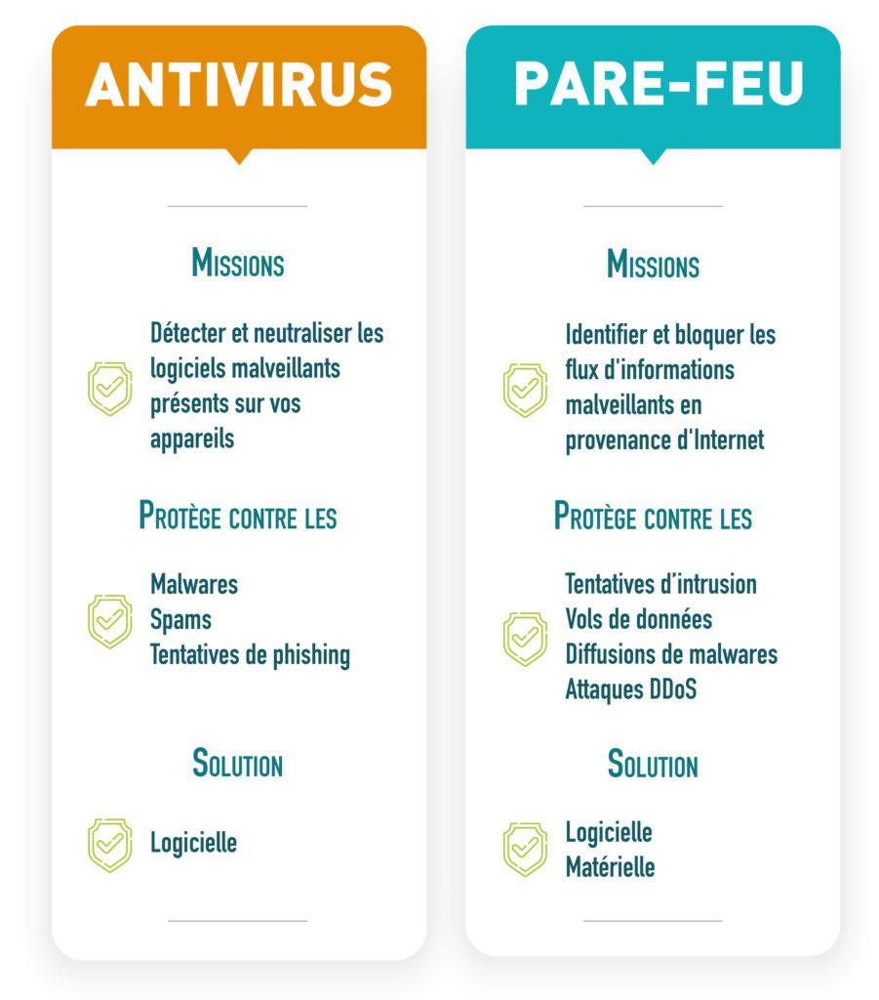 ANTIVIRUS
Missions
Détecter et neutraliser les
logiciels malveillants
présents sur vos
appareils
Protège contre les
Malwares
Spams
Tentatives de phishing
Solution
Logicielle
PARE-FEU
Missions
Identifier et bloquer les
flux d'informations
malveillants en
provenance d'Internet
Protège contre les
Tentatives d’intrusion
Vols de données
Diffusions de malwares
Attaques DDoS
Solution
Logicielle
Matérielle